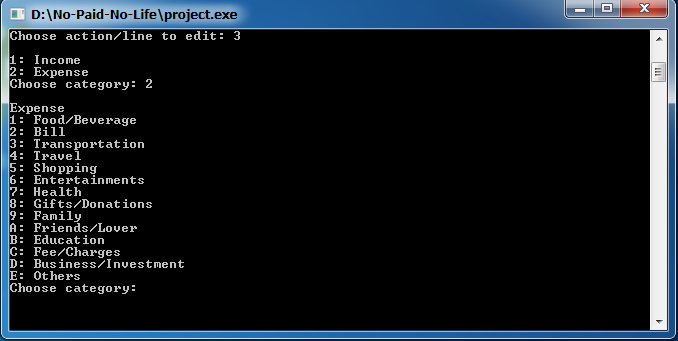 D:\No-Paid-No-Life\project.exe
Choose action/line to edit: 3
1: Income
2: Expense
Choose category: 2
Expense
1: Food/Beverage
2: Bill
3: Transportation
4: Travel
5: Shopping
6: Entertainments
7: Health
8: Gifts/Donations
9: Family
A: Friends/Lover
B: Education
C: Fee/Charges
D: Business/Investment
E: Others
Choose category: